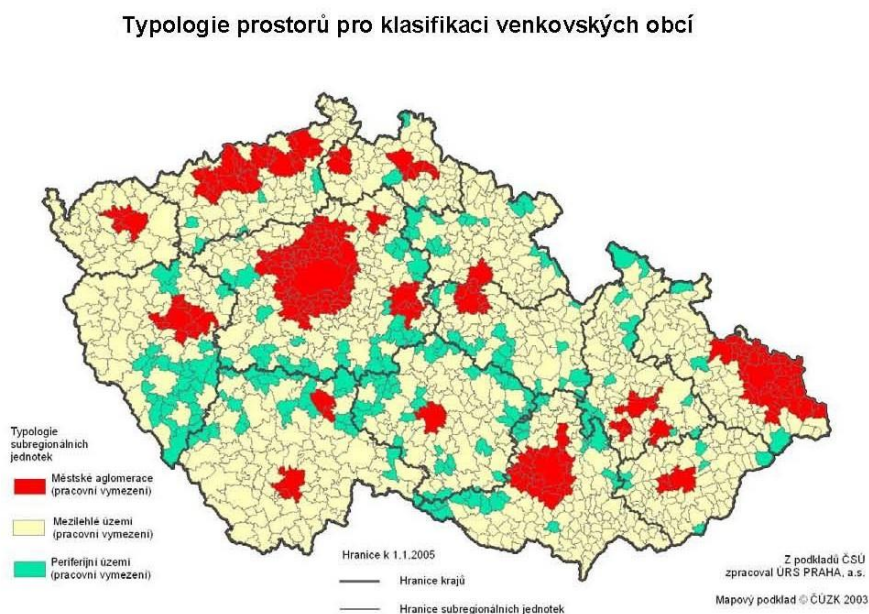 Typologie prostorů pro klasifikaci venkovských obcí
Typologie
subregionálních
jednotek
Městské aglomerace
(pracovní vymezení)
Mezilehlé území
(pracovní vymezení)
Periferijní území
(pracovní vymezení)
Hranice k 1.1.2005
Hranice krajů
Hranice subregionálních jednotek
Z podkladů ČSÚ
zpracoval ÚRS PRAHA, a.s.
Mapový podklad © ČÚZK 2003